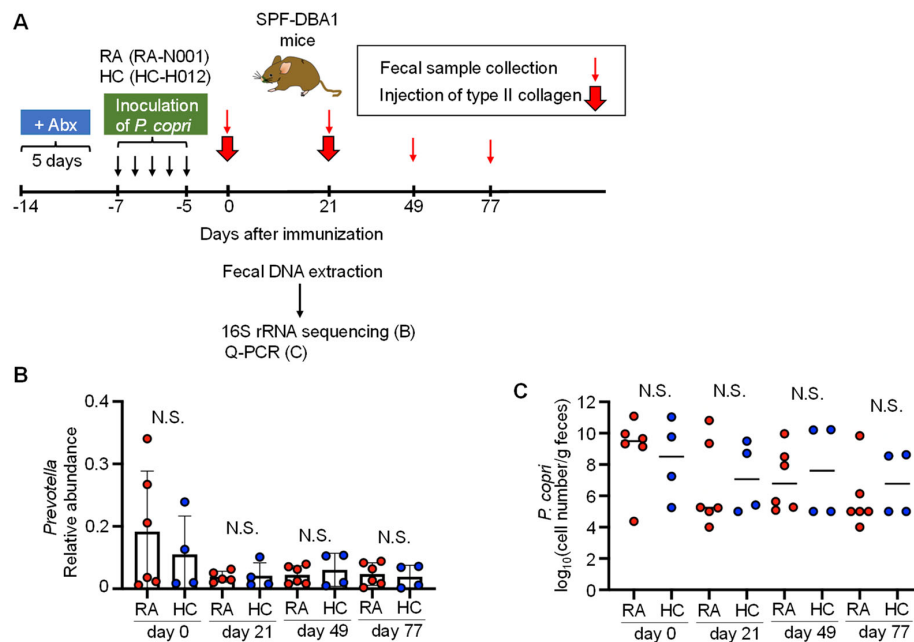 A
SPF-DBA1
mice
RA (RA-N001)
HC (HC-H012)
Fecal sample collection
Injection of type II collagen
+ Abx
Inoculation
of P. copri
5 days
-14
-7
-5
0
21
49
77
Days after immunization
Fecal DNA extraction
16S rRNA sequencing (B)
Q-PCR (C)
B
Prevotella
Relative abundance
0.4
0.3
0.2
0.1
0
N.S.
N.S.
N.S.
N.S.
RA HC RA HC RA HC RA HC
day 0 day 21 day 49 day 77
C
P. copri
log10(cell number/g feces)
12
10
8
6
4
2
0
N.S.
N.S.
N.S.
N.S.
RA HC RA HC RA HC RA HC
day 0 day 21 day 49 day 77